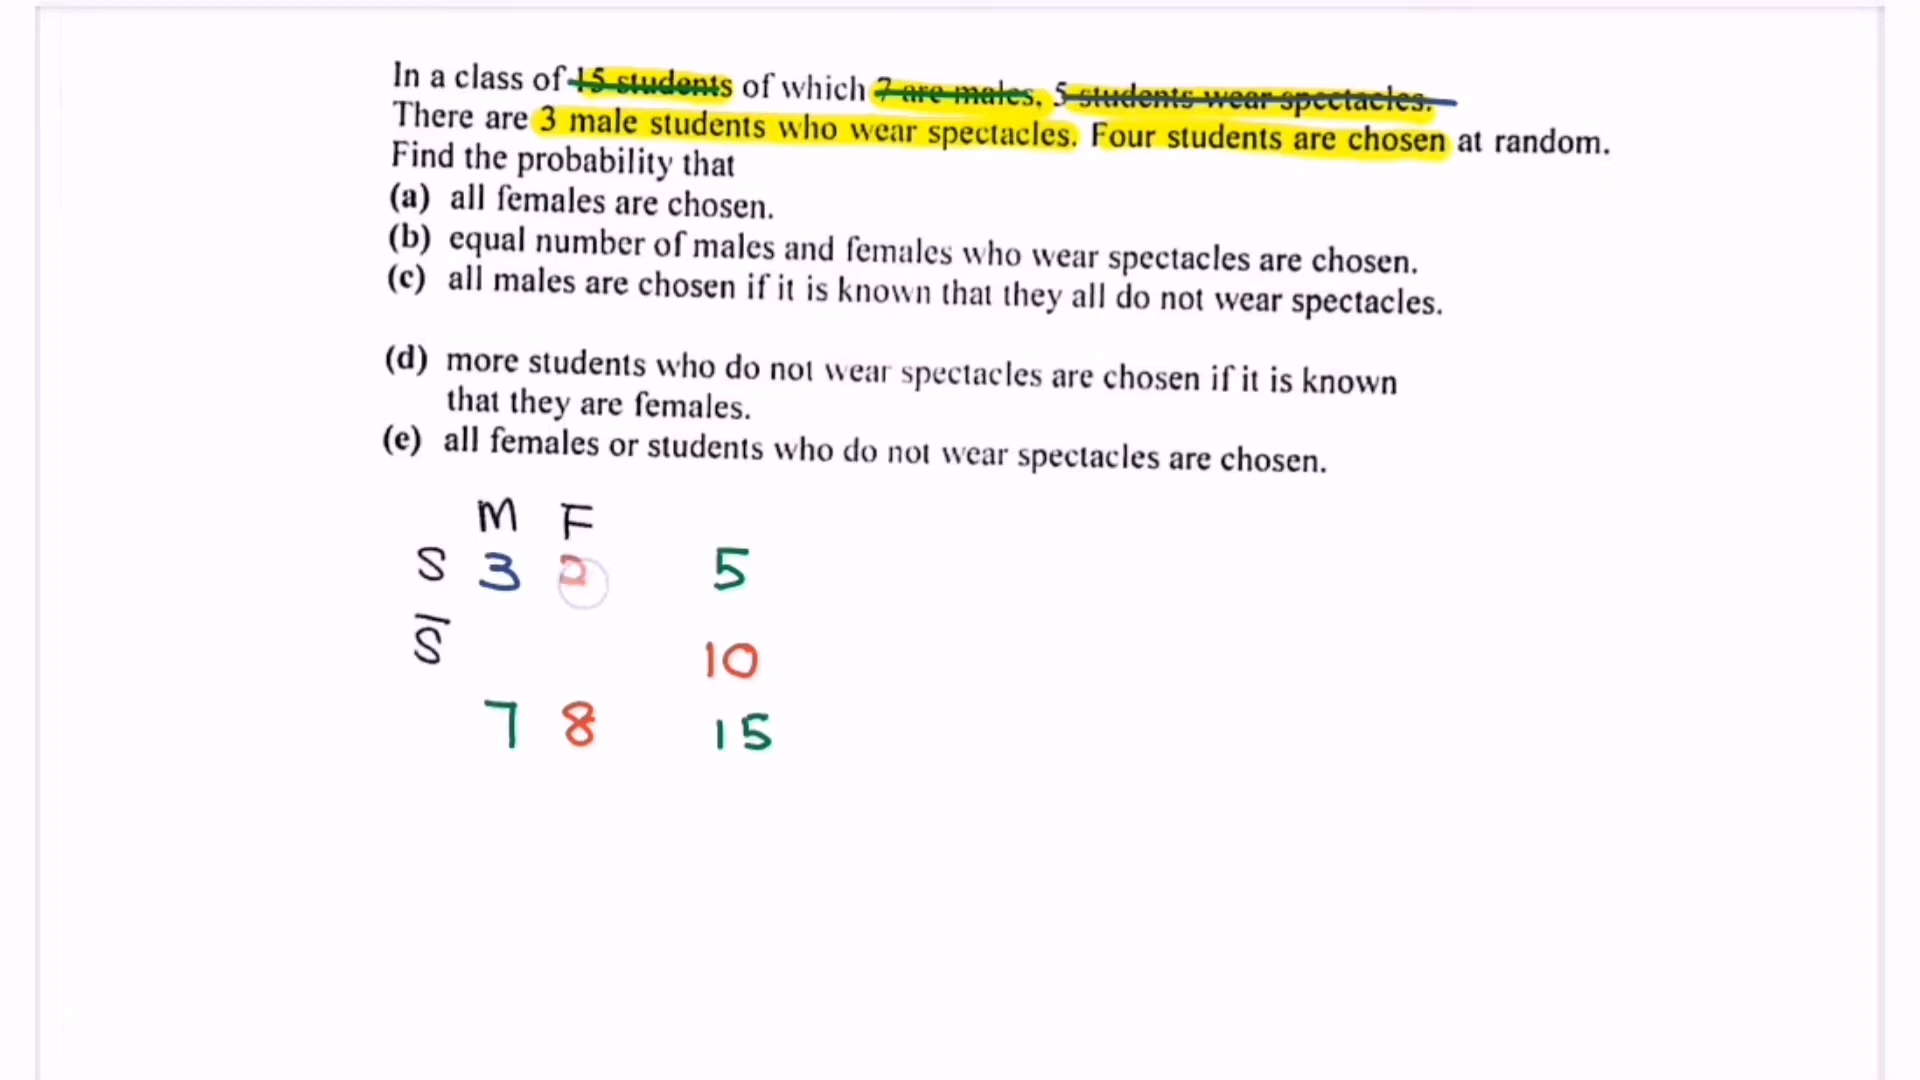 In a class of 15 students of which 7 are males, 5 students wear spectacles.
There are 3 male students who wear spectacles. Four students are chosen at random.
Find the probability that
(a) all females are chosen.
(b) equal number of males and females who wear spectacles are chosen.
(c) all males are chosen if it is known that they all do not wear spectacles.
(d) more students who do not wear spectacles are chosen if it is known
that they are females.
(e) all females or students who do not wear spectacles are chosen.
M F
S 3 2 5
S̅ 10
7 8 15